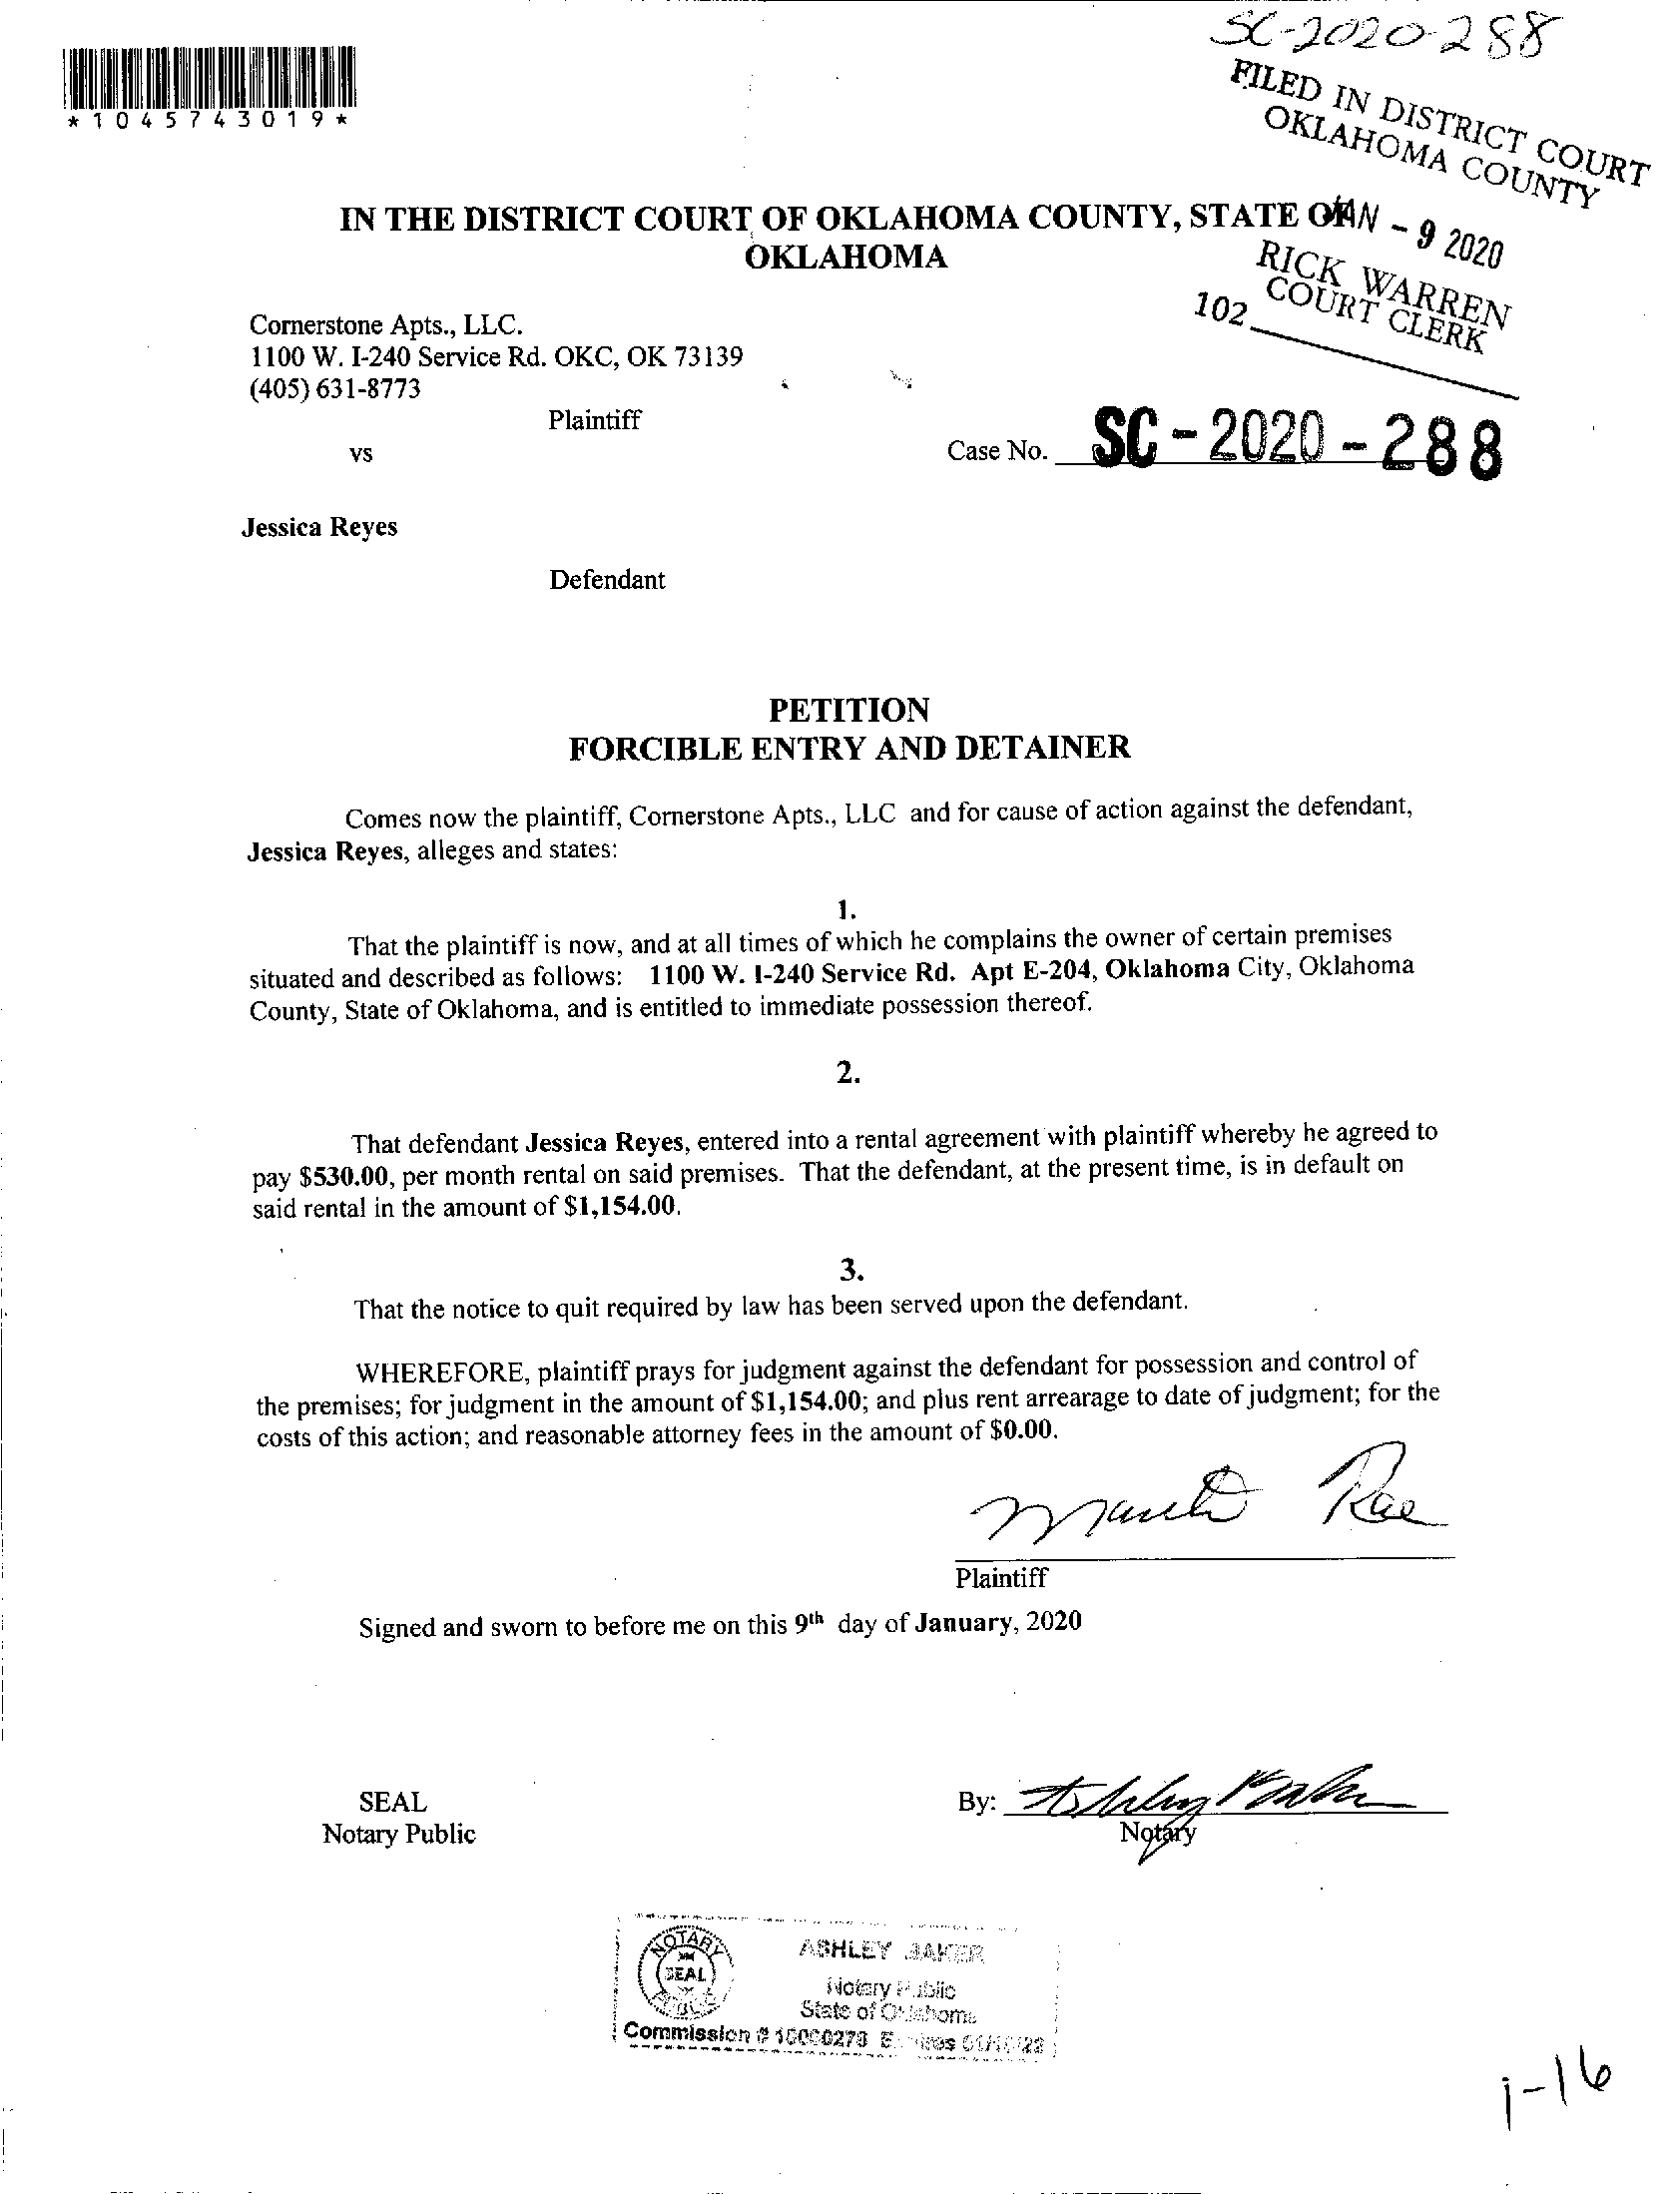 SC-2020-288
*1045743019*
FILED IN DISTRICT COURT
OKLAHOMA COUNTY
JAN - 9 2020
RICK WARREN
COURT CLERK
102
IN THE DISTRICT COURT OF OKLAHOMA COUNTY, STATE
OKLAHOMA
Cornerstone Apts., LLC.
1100 W. I-240 Service Rd. OKC, OK 73139
(405) 631-8773
Plaintiff
vs
Case No. SC - 2020 - 288
Jessica Reyes
Defendant
PETITION
FORCIBLE ENTRY AND DETAINER
Comes now the plaintiff, Cornerstone Apts., LLC and for cause of action against the defendant,
Jessica Reyes, alleges and states:
1.
That the plaintiff is now, and at all times of which he complains the owner of certain premises
situated and described as follows: 1100 W. I-240 Service Rd. Apt E-204, Oklahoma City, Oklahoma
County, State of Oklahoma, and is entitled to immediate possession thereof.
2.
That defendant Jessica Reyes, entered into a rental agreement with plaintiff whereby he agreed to
pay $530.00, per month rental on said premises. That the defendant, at the present time, is in default on
said rental in the amount of $1,154.00.
3.
That the notice to quit required by law has been served upon the defendant.
WHEREFORE, plaintiff prays for judgment against the defendant for possession and control of
the premises; for judgment in the amount of $1,154.00; and plus rent arrearage to date of judgment; for the
costs of this action; and reasonable attorney fees in the amount of $0.00.
Rae
Plaintiff
Signed and sworn to before me on this 9th day of January, 2020
SEAL
Notary Public
By: Ashley Baker
Notary
NOTARY
SEAL
PUBLIC
ASHLEY BAKER
Notary Public
State of Oklahoma
Commission # Expires
1-16